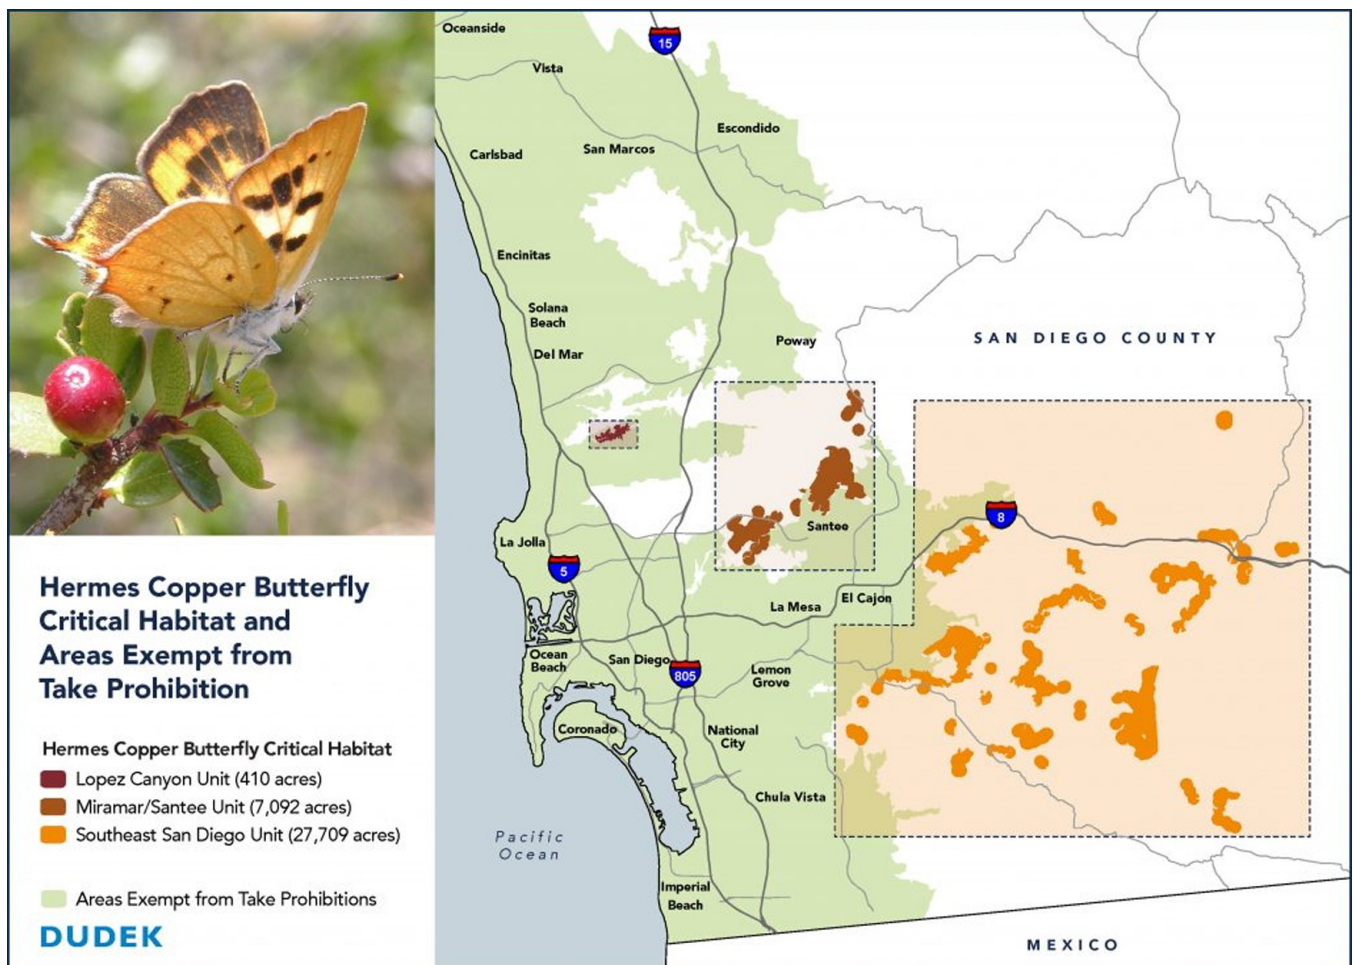 Hermes Copper Butterfly
Critical Habitat and
Areas Exempt from
Take Prohibition
Hermes Copper Butterfly Critical Habitat
Lopez Canyon Unit (410 acres)
Miramar/Santee Unit (7,092 acres)
Southeast San Diego Unit (27,709 acres)
Areas Exempt from Take Prohibitions
DUDEK
Oceanside
15
Vista
Escondido
San Marcos
Carlsbad
Encinitas
Solana
Beach
Del Mar
Poway
SAN DIEGO COUNTY
8
Santee
La Jolla
5
El Cajon
La Mesa
Ocean
Beach
San Diego
805
Lemon
Grove
Coronado
National
City
Chula Vista
Pacific
Ocean
Imperial
Beach
MEXICO